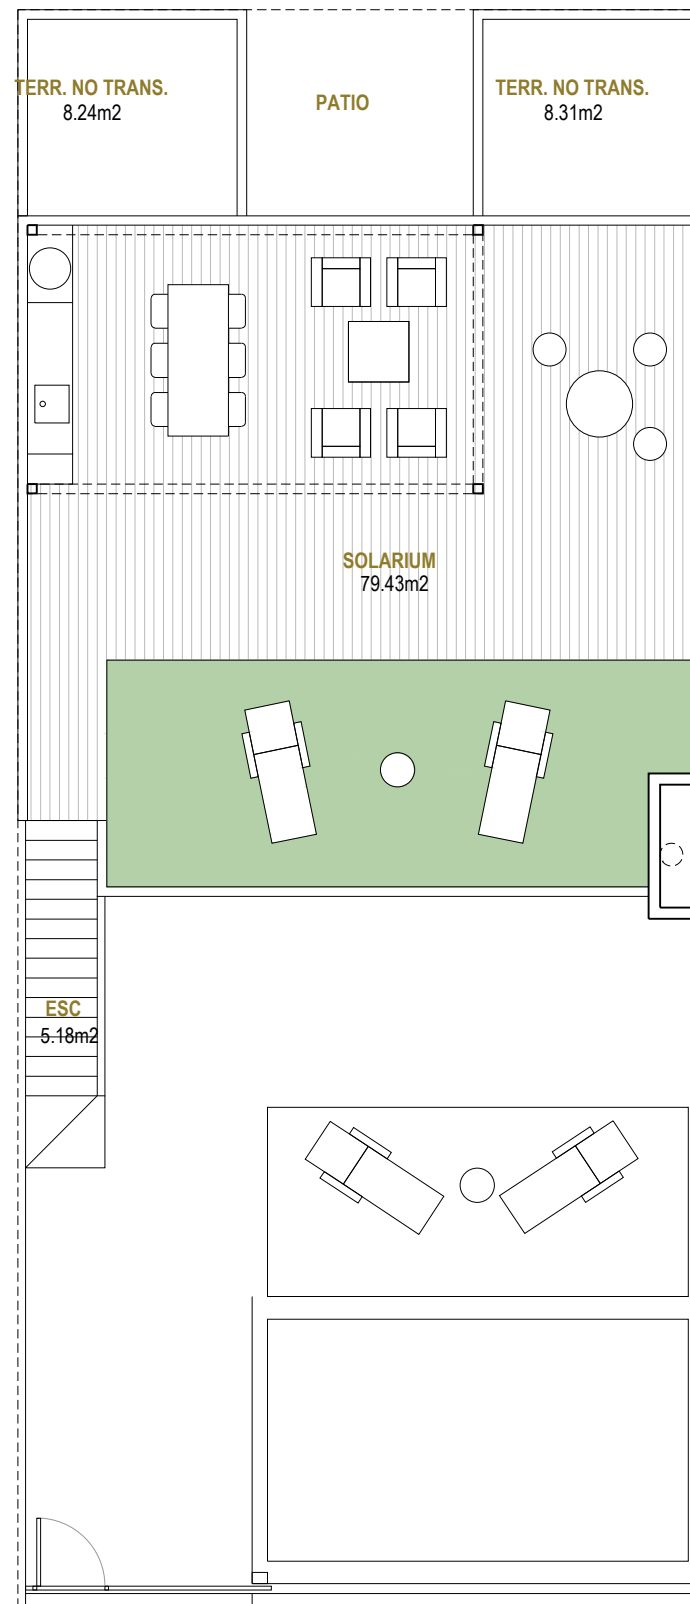 TERR. NO TRANS.
8.24m2
PATIO
TERR. NO TRANS.
8.31m2
SOLARIUM
79.43m2
ESC
5.18m2